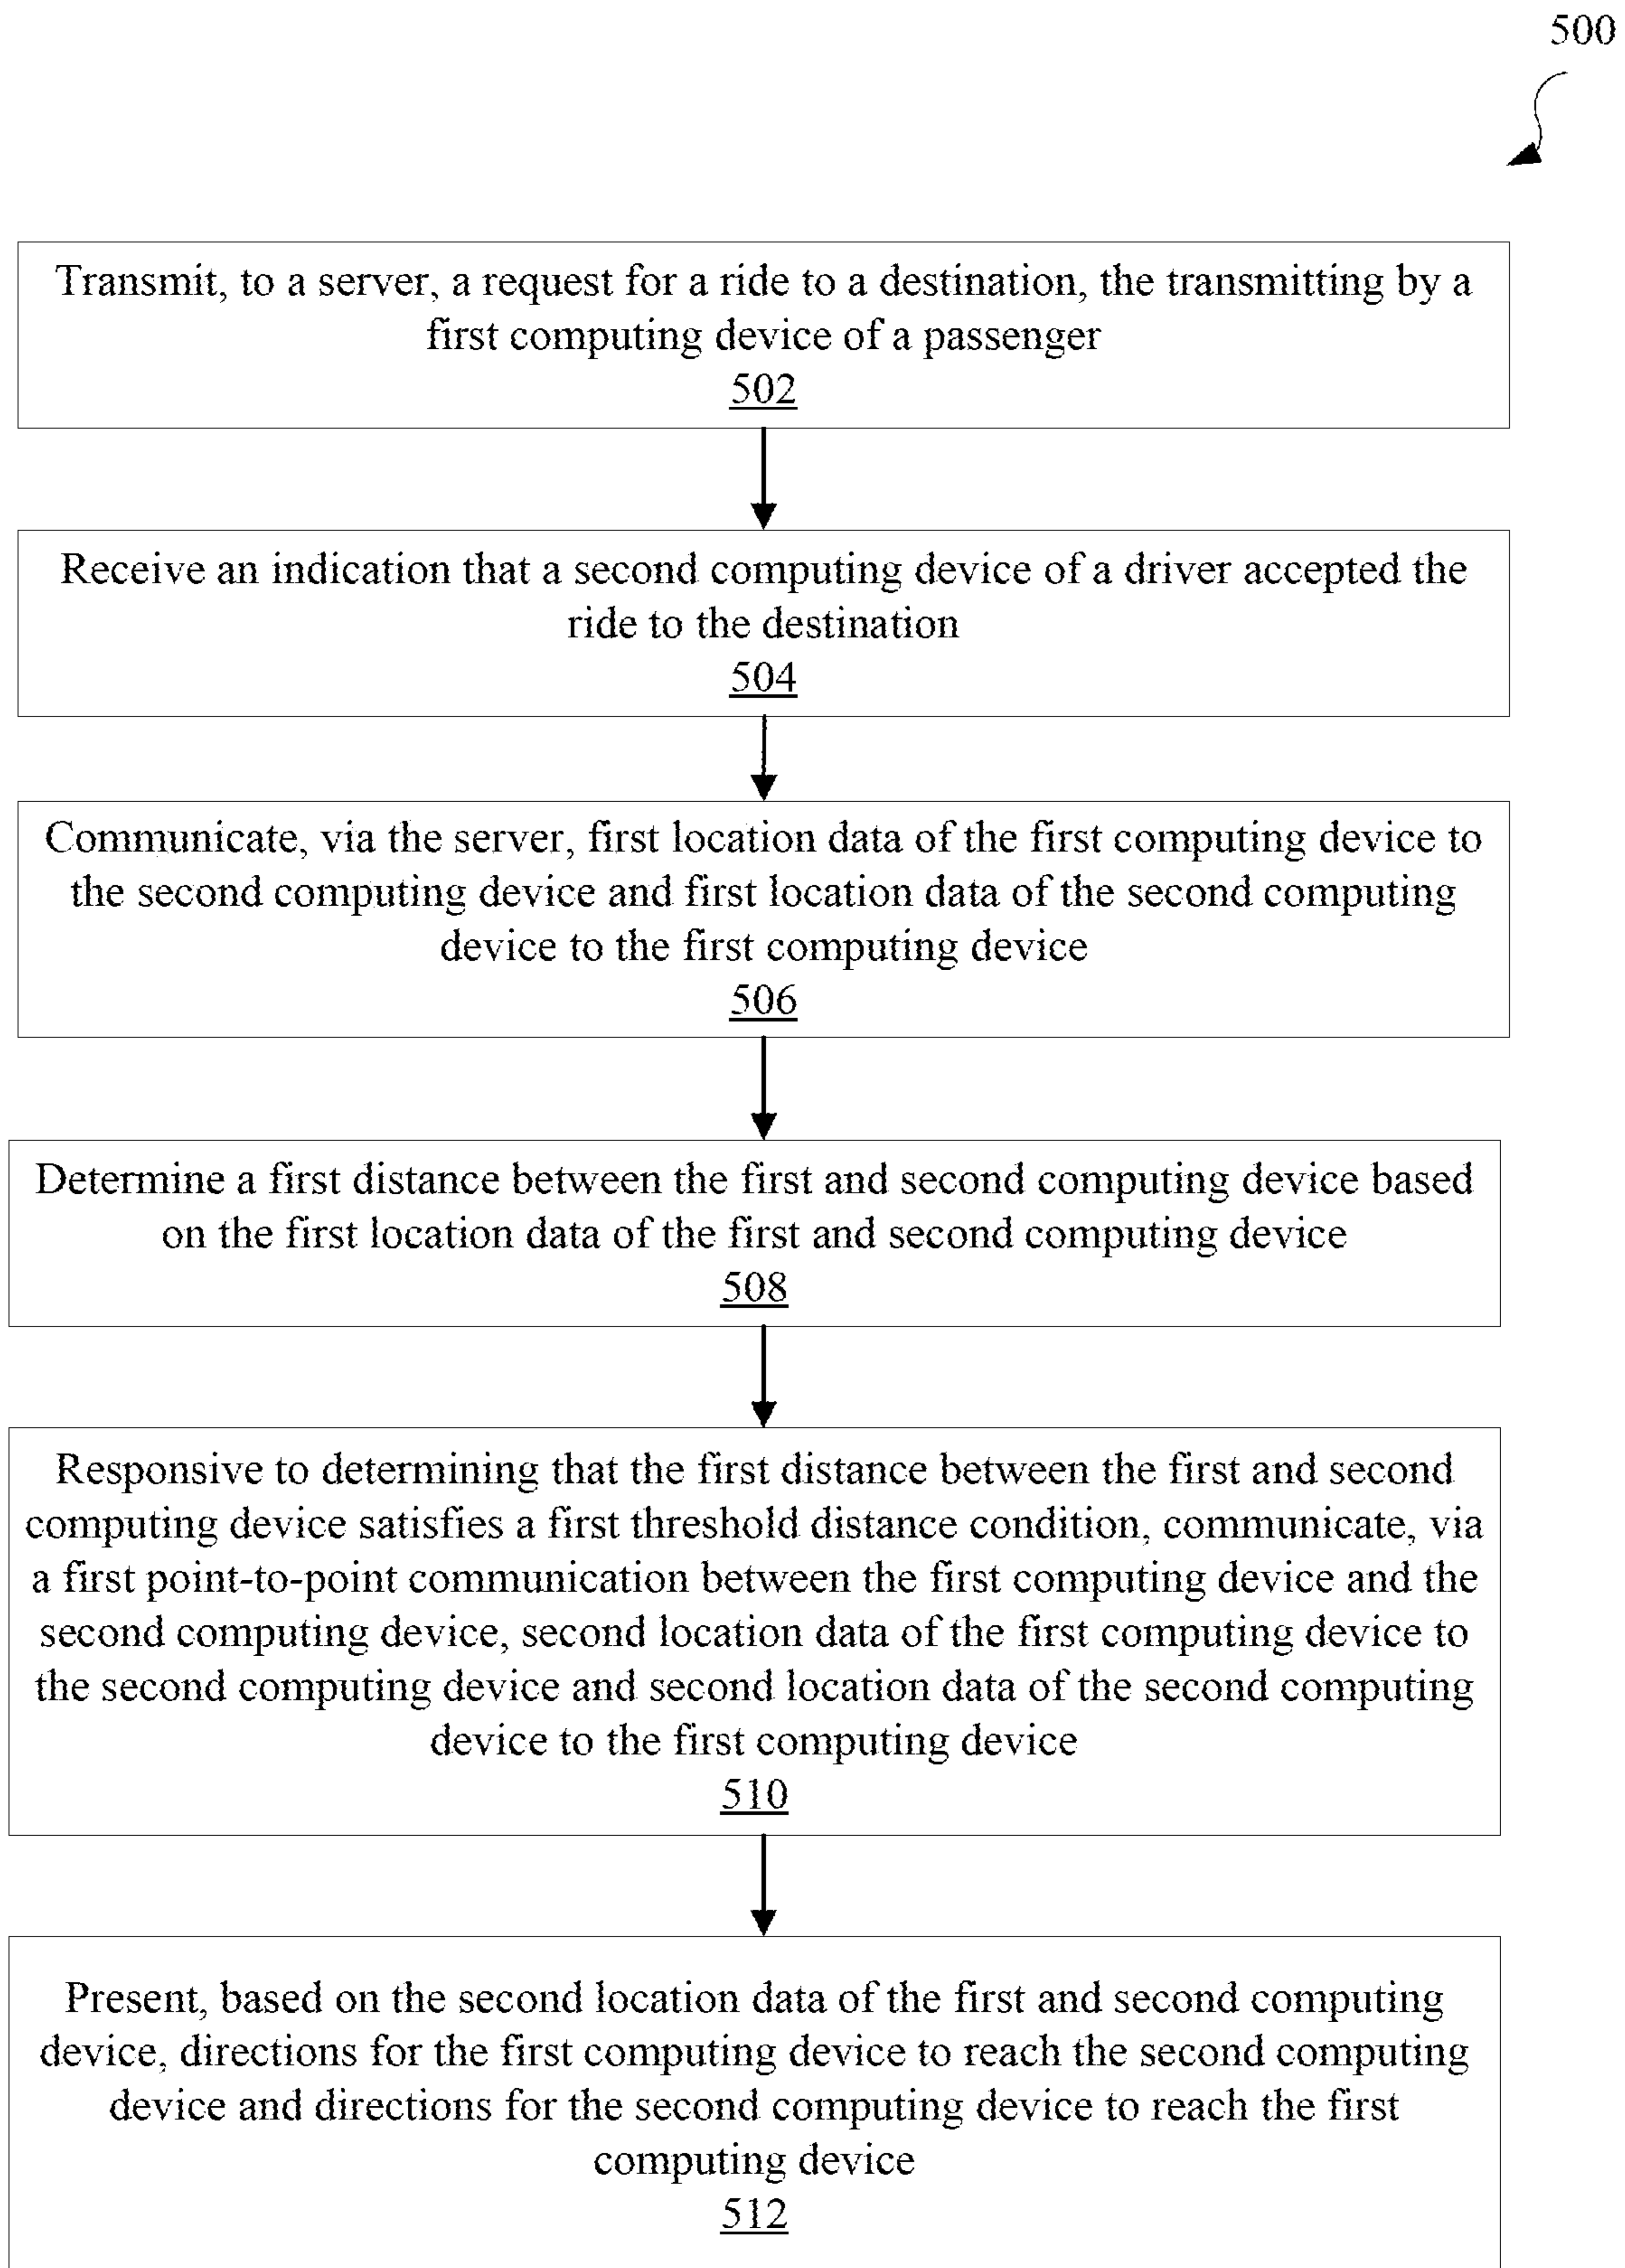 500
Transmit, to a server, a request for a ride to a destination, the transmitting by a
first computing device of a passenger
502
Receive an indication that a second computing device of a driver accepted the
ride to the destination
504
Communicate, via the server, first location data of the first computing device to
the second computing device and first location data of the second computing
device to the first computing device
506
Determine a first distance between the first and second computing device based
on the first location data of the first and second computing device
508
Responsive to determining that the first distance between the first and second
computing device satisfies a first threshold distance condition, communicate, via
a first point-to-point communication between the first computing device and the
second computing device, second location data of the first computing device to
the second computing device and second location data of the second computing
device to the first computing device
510
Present, based on the second location data of the first and second computing
device, directions for the first computing device to reach the second computing
device and directions for the second computing device to reach the first
computing device
512